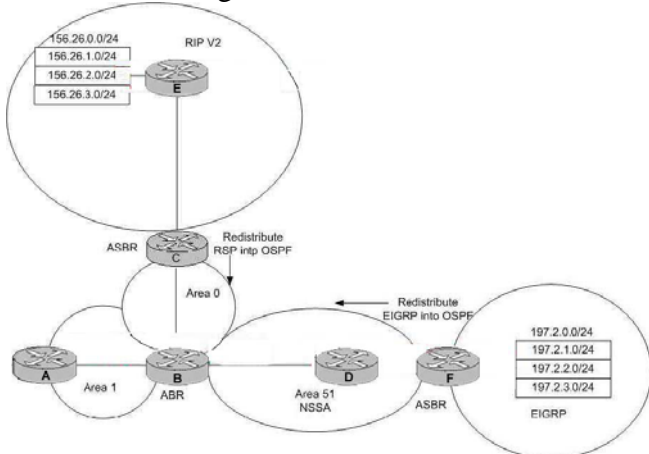 156.26.0.0/24
156.26.1.0/24
156.26.2.0/24
156.26.3.0/24
RIP V2
E
ASBR
C
Redistribute
RSP intp OSPF
Area 0
Redistribute
EIGRP into OSPF
A
Area 1
B
ABR
D
Area 51
NSSA
F
ASBR
197.2.0.0/24
197.2.1.0/24
197.2.2.0/24
197.2.3.0/24
EIGRP